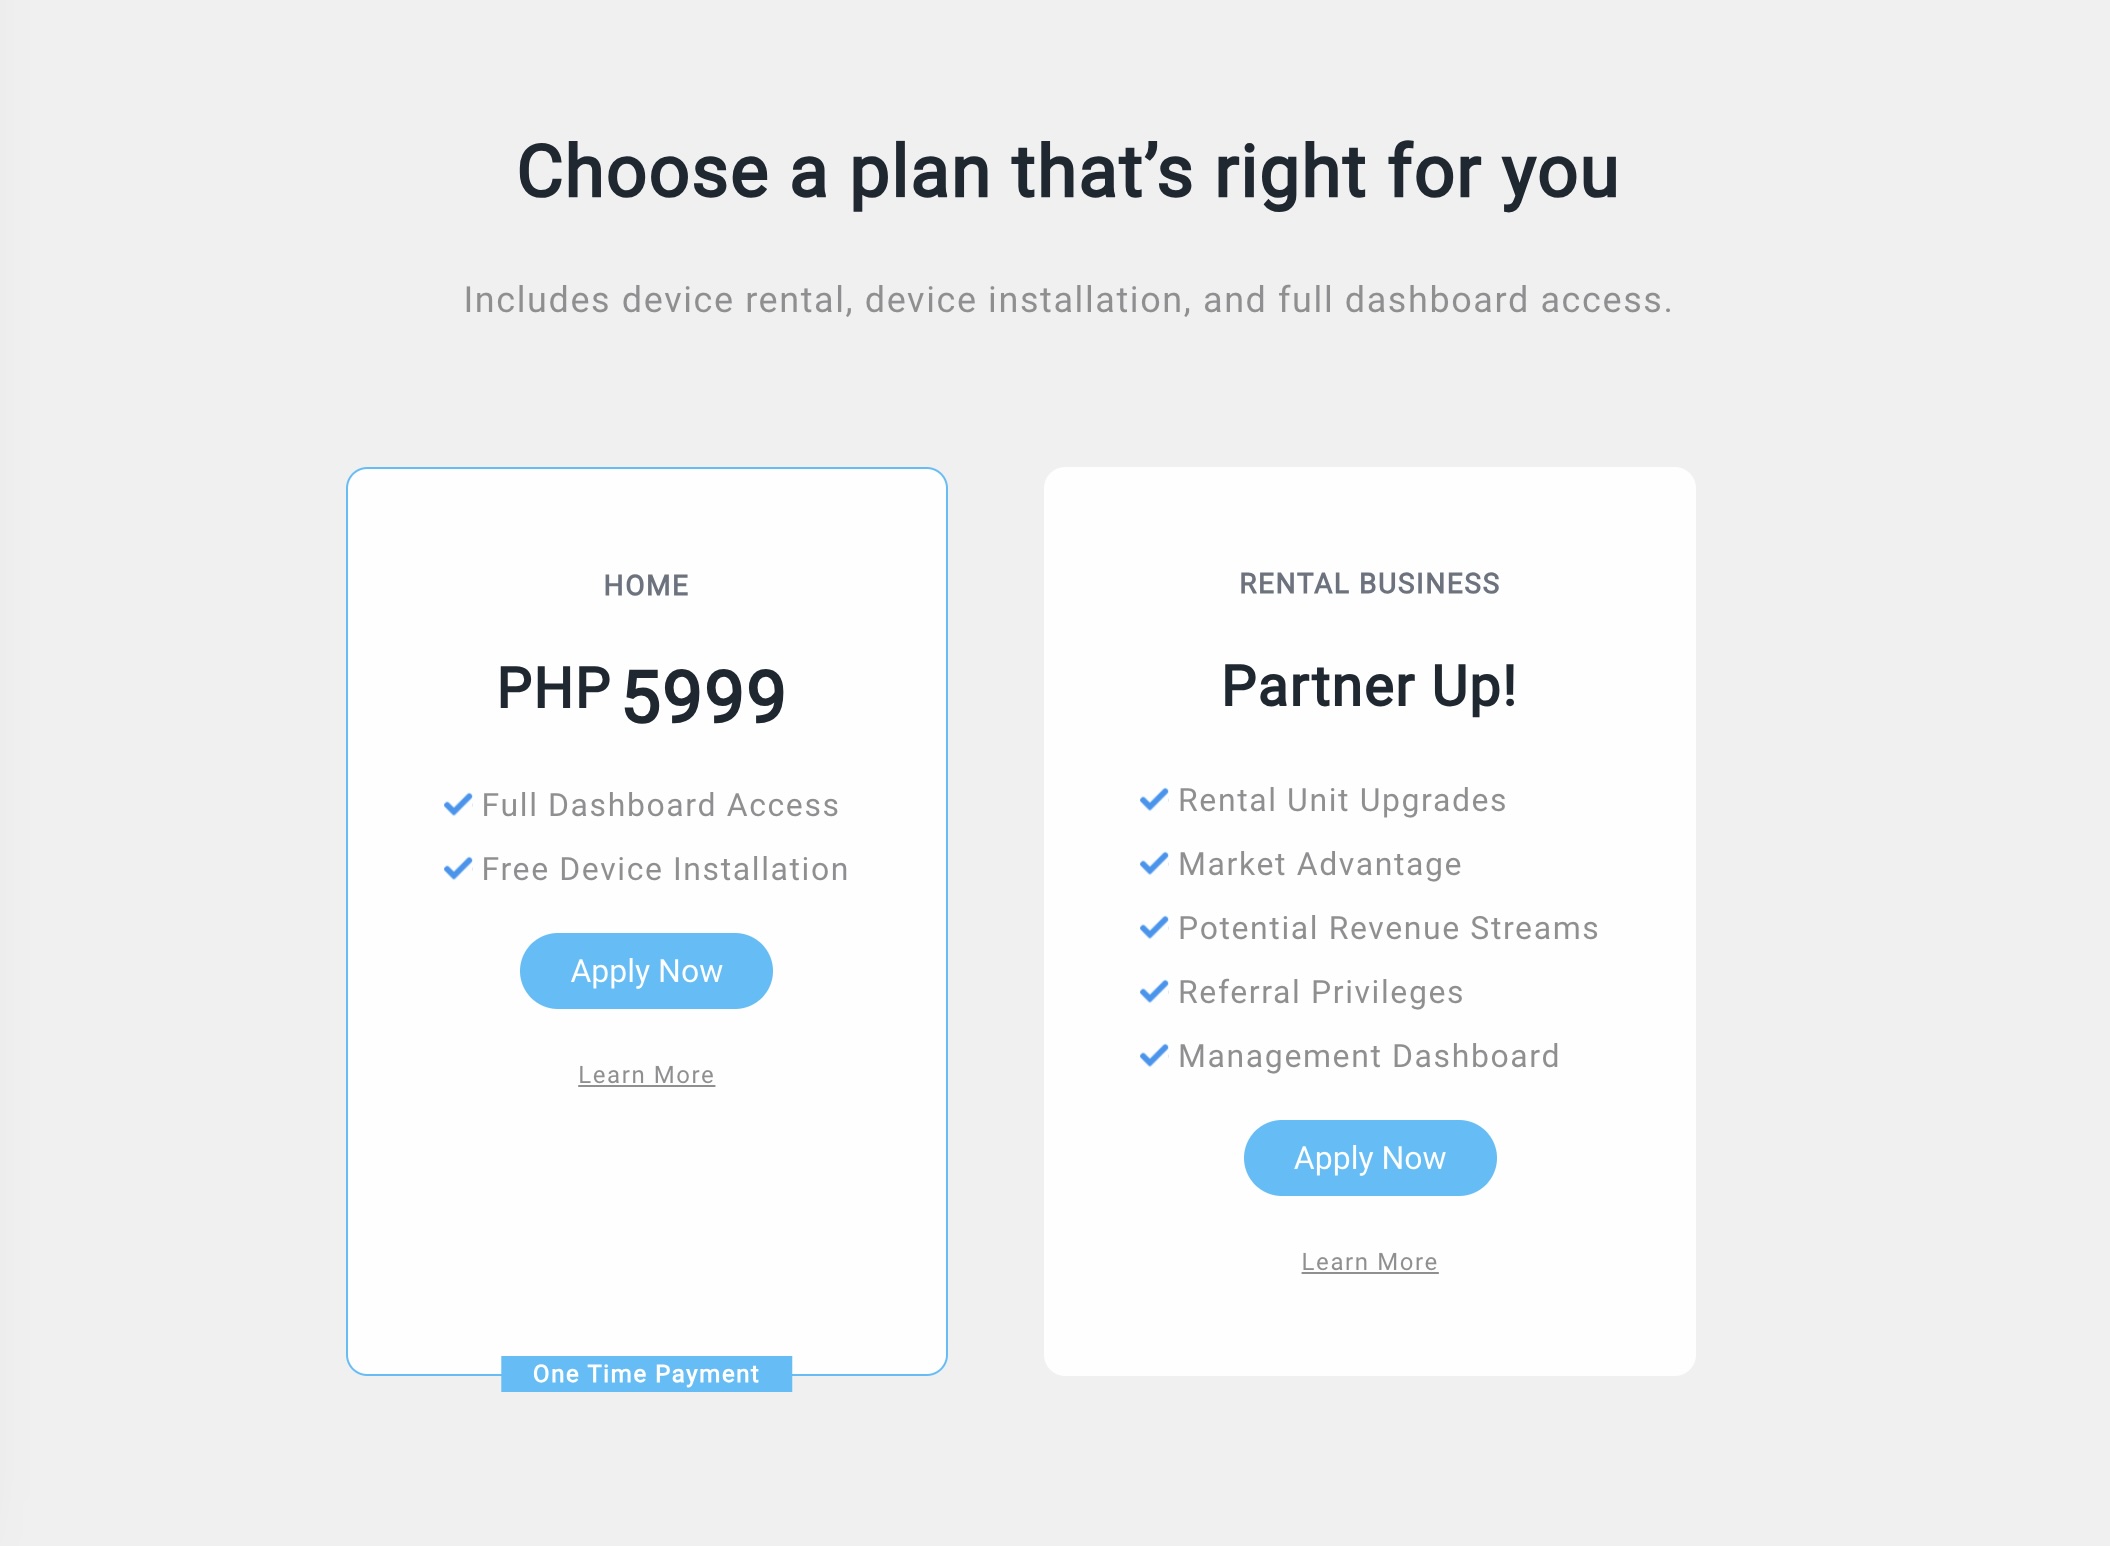 Choose a plan that’s right for you
Includes device rental, device installation, and full dashboard access.
HOME
PHP 5999
Full Dashboard Access
Free Device Installation
Apply Now
Learn More
One Time Payment
RENTAL BUSINESS
Partner Up!
Rental Unit Upgrades
Market Advantage
Potential Revenue Streams
Referral Privileges
Management Dashboard
Apply Now
Learn More